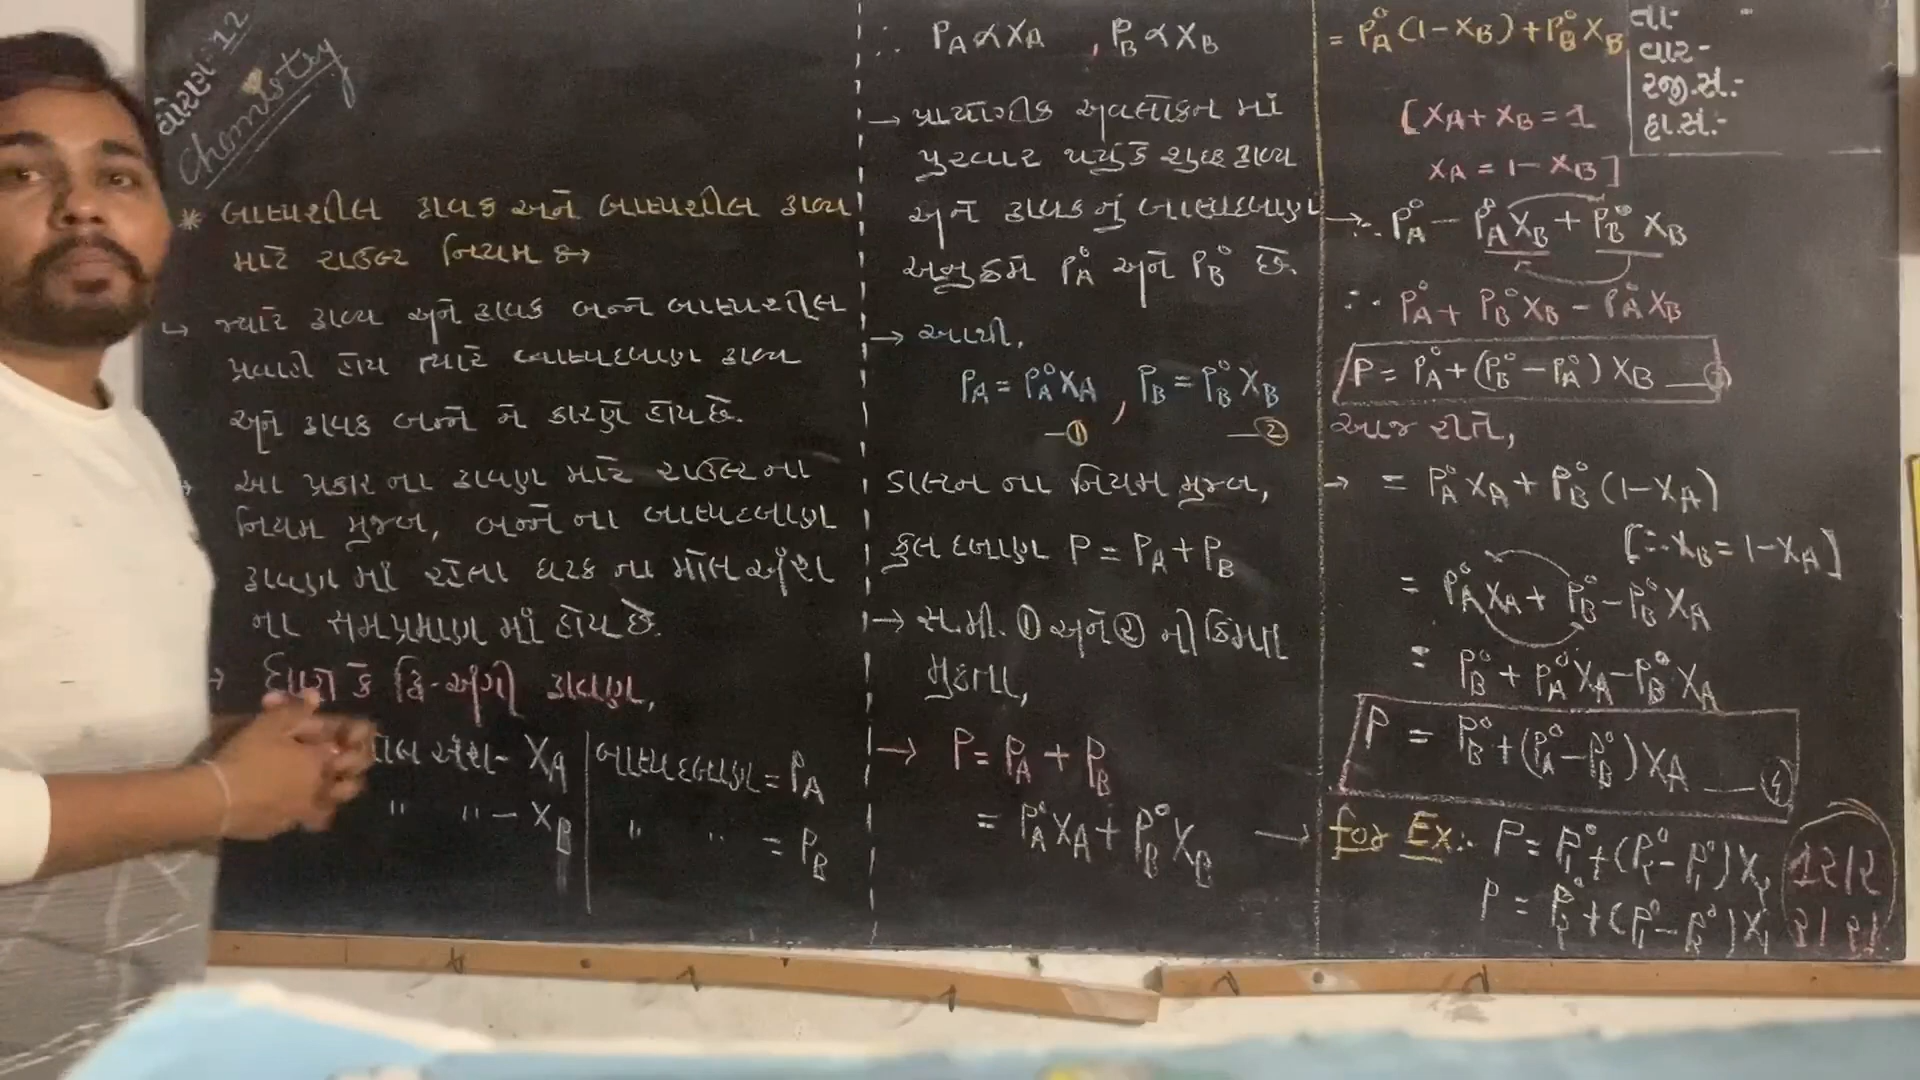 ધોરણ: 12
Chemistry
* બાષ્પશીલ દ્રાવક અને બાષ્પશીલ દ્રાવ્ય
માટે રાઉલ્ટ નિયમ :→
↳ જ્યારે દ્રાવ્ય અને દ્રાવક બન્ને બાષ્પશીલ
પ્રવાહી હોય ત્યારે બાષ્પદબાણ દ્રાવ્ય
અને દ્રાવક બન્ને ને કારણે હોય છે.
આ પ્રકાર ના દ્રાવણ માટે રાઉલ્ટ ના
નિયમ મુજબ, બન્ને ના બાષ્પદબાણ
દ્રાવણ માં રહેલા ઘટક ના મોલ અંશ
ના સમપ્રમાણ માં હોય છે.
→ ધારો કે દ્વિ-અંગી દ્રાવણ,
મોલ અંશ - XA | બાષ્પદબાણ = PA
" " - XB | " " = PB
∴ PA ∝ XA , PB ∝ XB
→ પ્રાયોગીક અવલોકન માં
પુરવાર થયું કે શુદ્ધ દ્રાવ્ય
અને દ્રાવક નું બાષ્પદબાણ
અનુક્રમે P°A અને P°B છે.
→ આથી,
PA = P°A XA , PB = P°B XB
—① —②
ડાલ્ટન ના નિયમ મુજબ,
કુલ દબાણ P = PA + PB
→ સ.મી. ① અને ② ની કિંમત
મુકતા,
→ P = PA + PB
= P°A XA + P°B XB
= P°A (1 - XB) + P°B XB
[XA + XB = 1
XA = 1 - XB]
→ ∴ P°A - P°A XB + P°B XB
∴ P°A + P°B XB - P°A XB
P = P°A + (P°B - P°A) XB —③
આજ રીતે,
→ = P°A XA + P°B (1 - XA)
[∴ XB = 1 - XA]
= P°A XA + P°B - P°B XA
= P°B + P°A XA - P°B XA
P = P°B + (P°A - P°B) XA —④
→ for Ex:- P = P°1 + (P°2 - P°1) X2
P = P°2 + (P°1 - P°2) X1
1212
2121
તા-
વાર-
રજી.સં.:-
હા.સં.:-